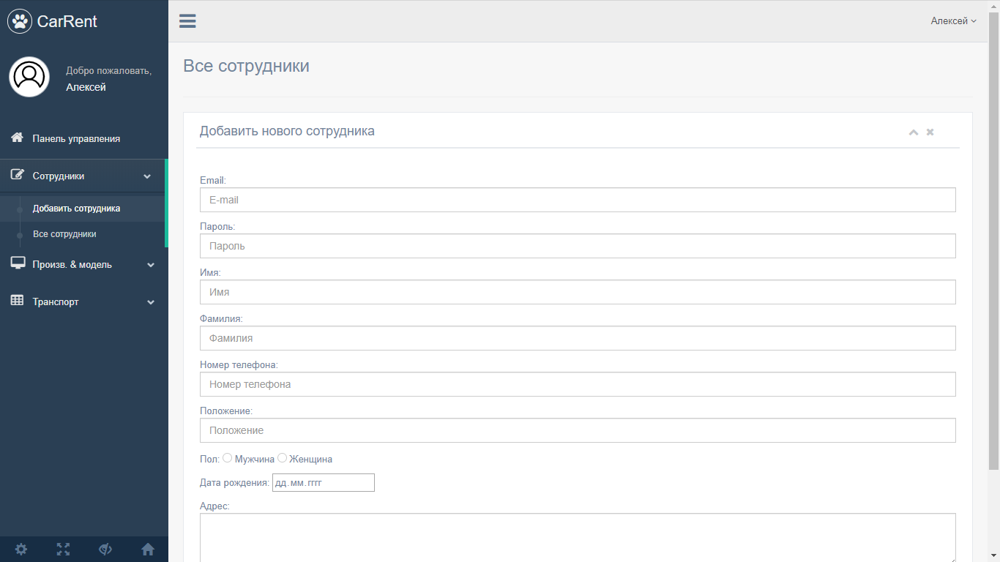 CarRent
Добро пожаловать,
Алексей
Панель управления
Сотрудники
Добавить сотрудника
Все сотрудники
Произв. & модель
Транспорт
Алексей
Все сотрудники
Добавить нового сотрудника
Email:
E-mail
Пароль:
Пароль
Имя:
Имя
Фамилия:
Фамилия
Номер телефона:
Номер телефона
Положение:
Положение
Пол: Мужчина Женщина
Дата рождения: дд.мм.гггг
Адрес: